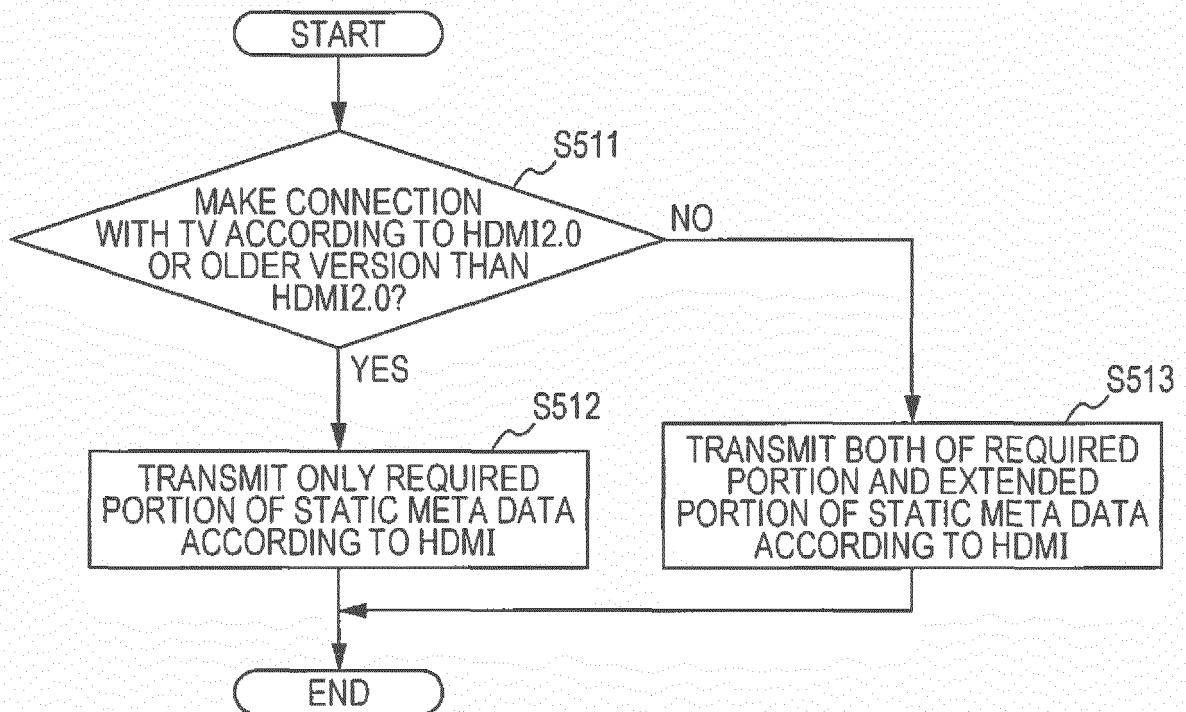 START
S511
MAKE CONNECTION
WITH TV ACCORDING TO HDMI2.0
OR OLDER VERSION THAN
HDMI2.0?
NO
YES
S512
TRANSMIT ONLY REQUIRED
PORTION OF STATIC META DATA
ACCORDING TO HDMI
S513
TRANSMIT BOTH OF REQUIRED
PORTION AND EXTENDED
PORTION OF STATIC META DATA
ACCORDING TO HDMI
END